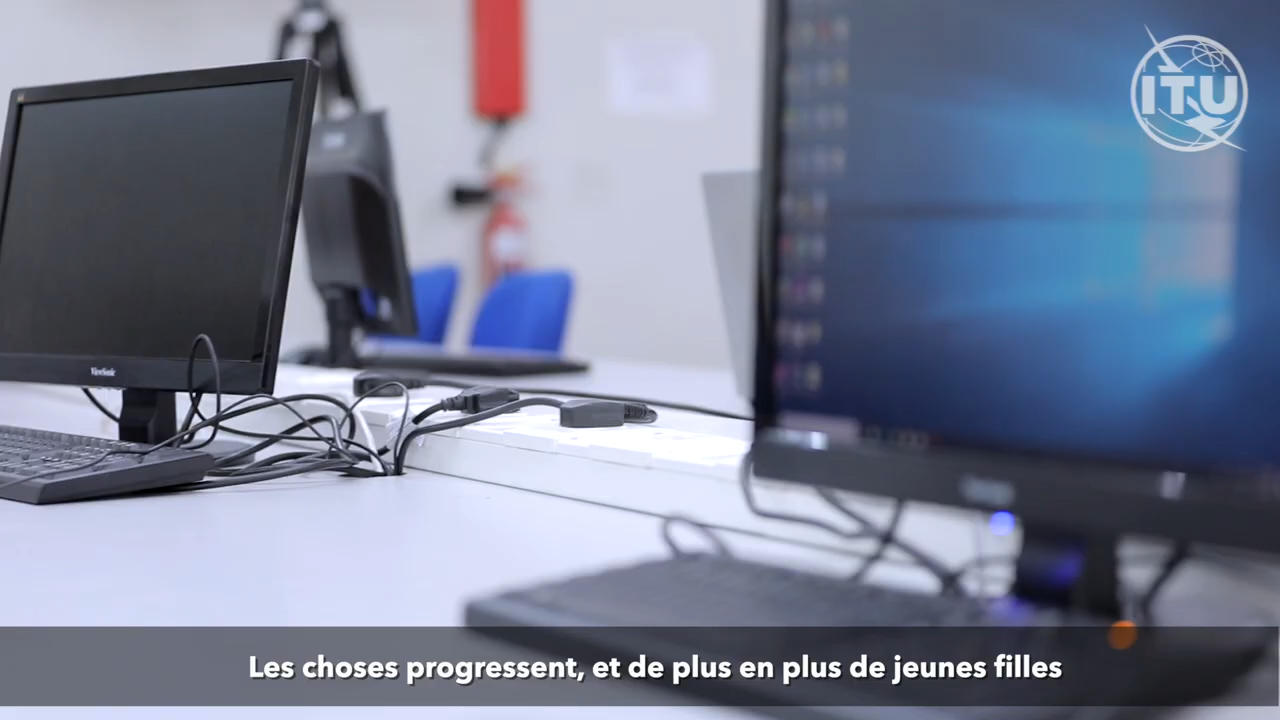 ITU
ViewSonic
Les choses progressent, et de plus en plus de jeunes filles